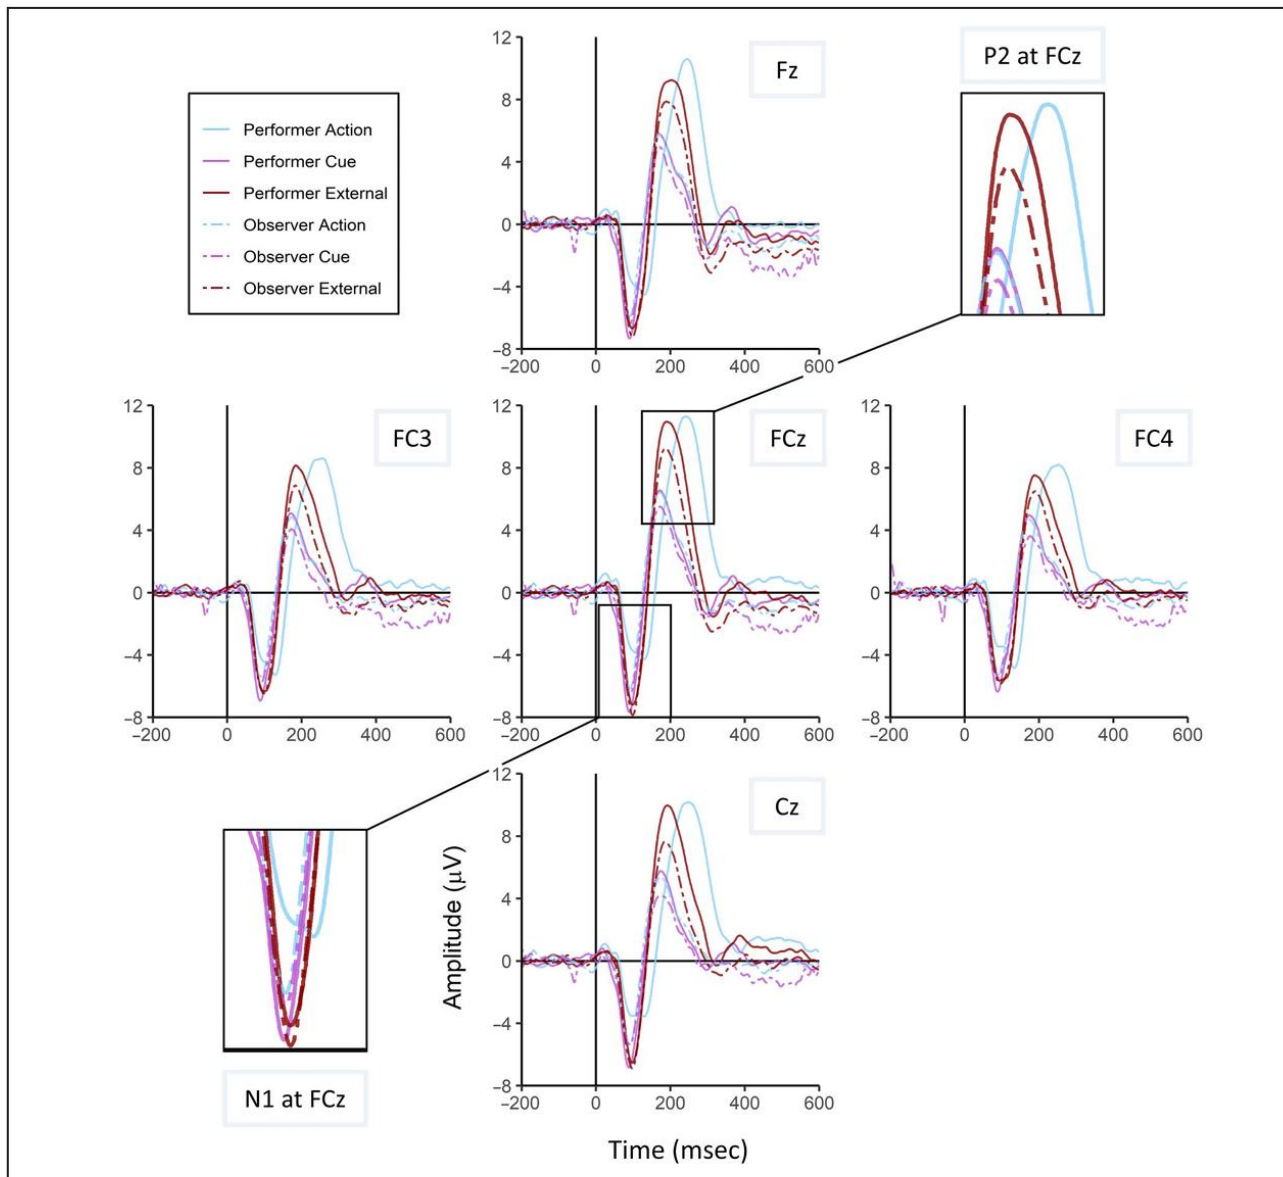 Fz
P2 at FCz
Performer Action
Performer Cue
Performer External
Observer Action
Observer Cue
Observer External
12
8
4
0
−4
−8
−200 0 200 400 600
FC3
12
8
4
0
−4
−8
−200 0 200 400 600
FCz
12
8
4
0
−4
−8
−200 0 200 400 600
FC4
12
8
4
0
−4
−8
−200 0 200 400 600
N1 at FCz
Cz
12
8
4
0
−4
−8
−200 0 200 400 600
Amplitude (μV)
Time (msec)